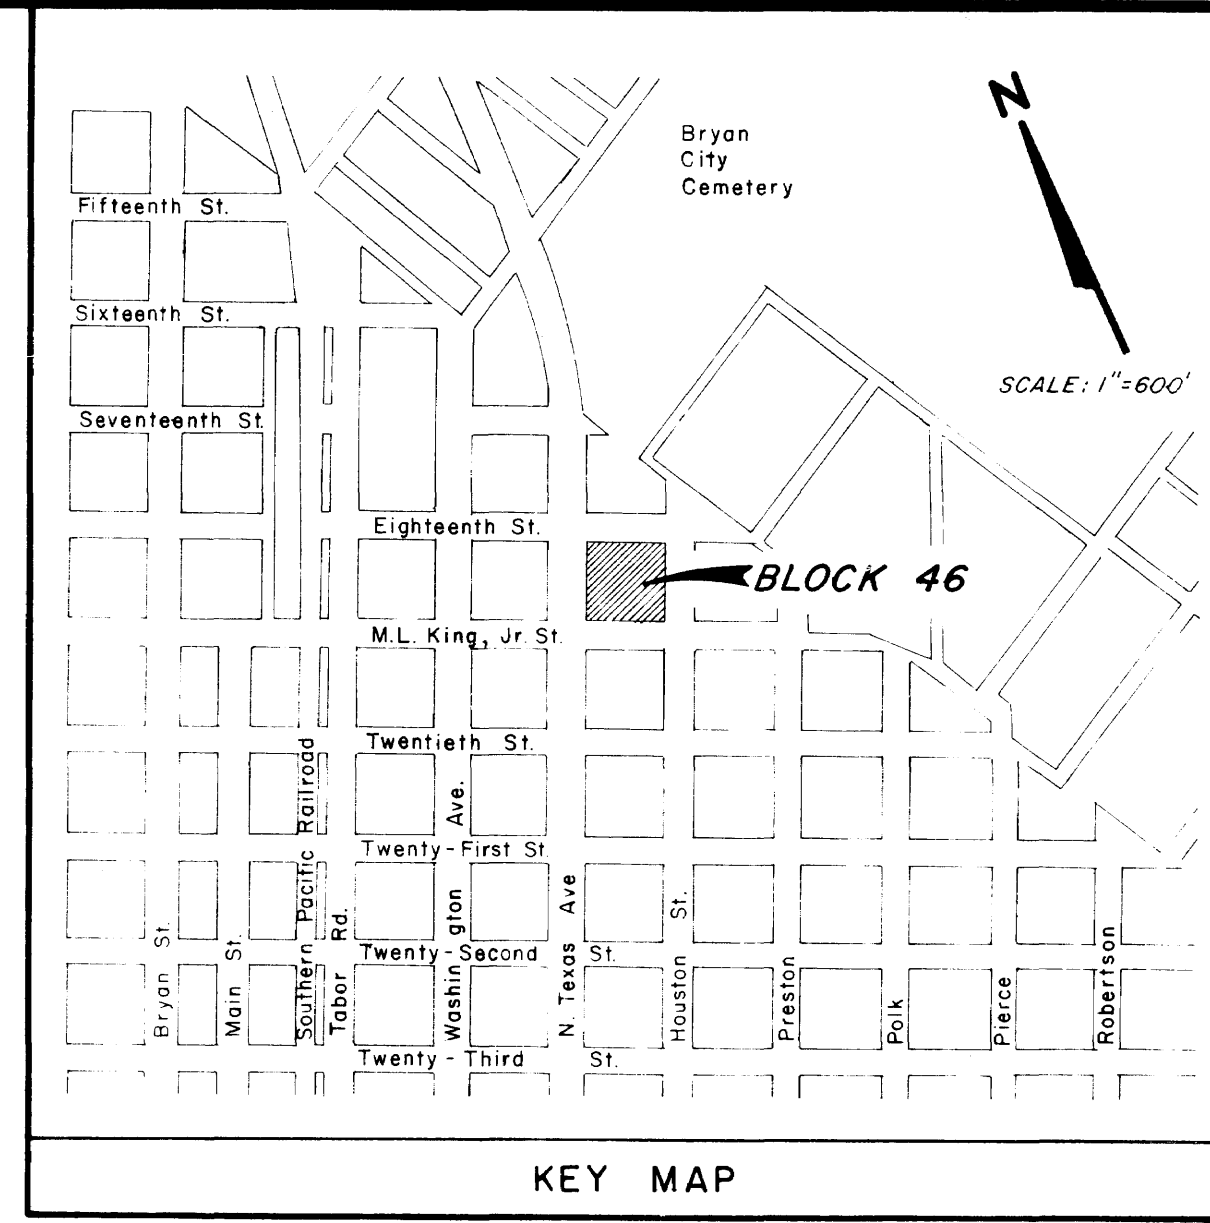 N
Bryan
City
Cemetery
Fifteenth St.
Sixteenth St.
SCALE: 1"=600'
Seventeenth St.
Eighteenth St.
BLOCK 46
M.L. King, Jr. St.
Twentieth St.
Twenty-First St.
Twenty-Second St.
Twenty-Third St.
Bryan St.
Main St.
Southern Pacific Railroad
Tabor Rd.
Washington Ave.
N. Texas Ave
Houston St.
Preston
Polk
Pierce
Robertson
KEY MAP